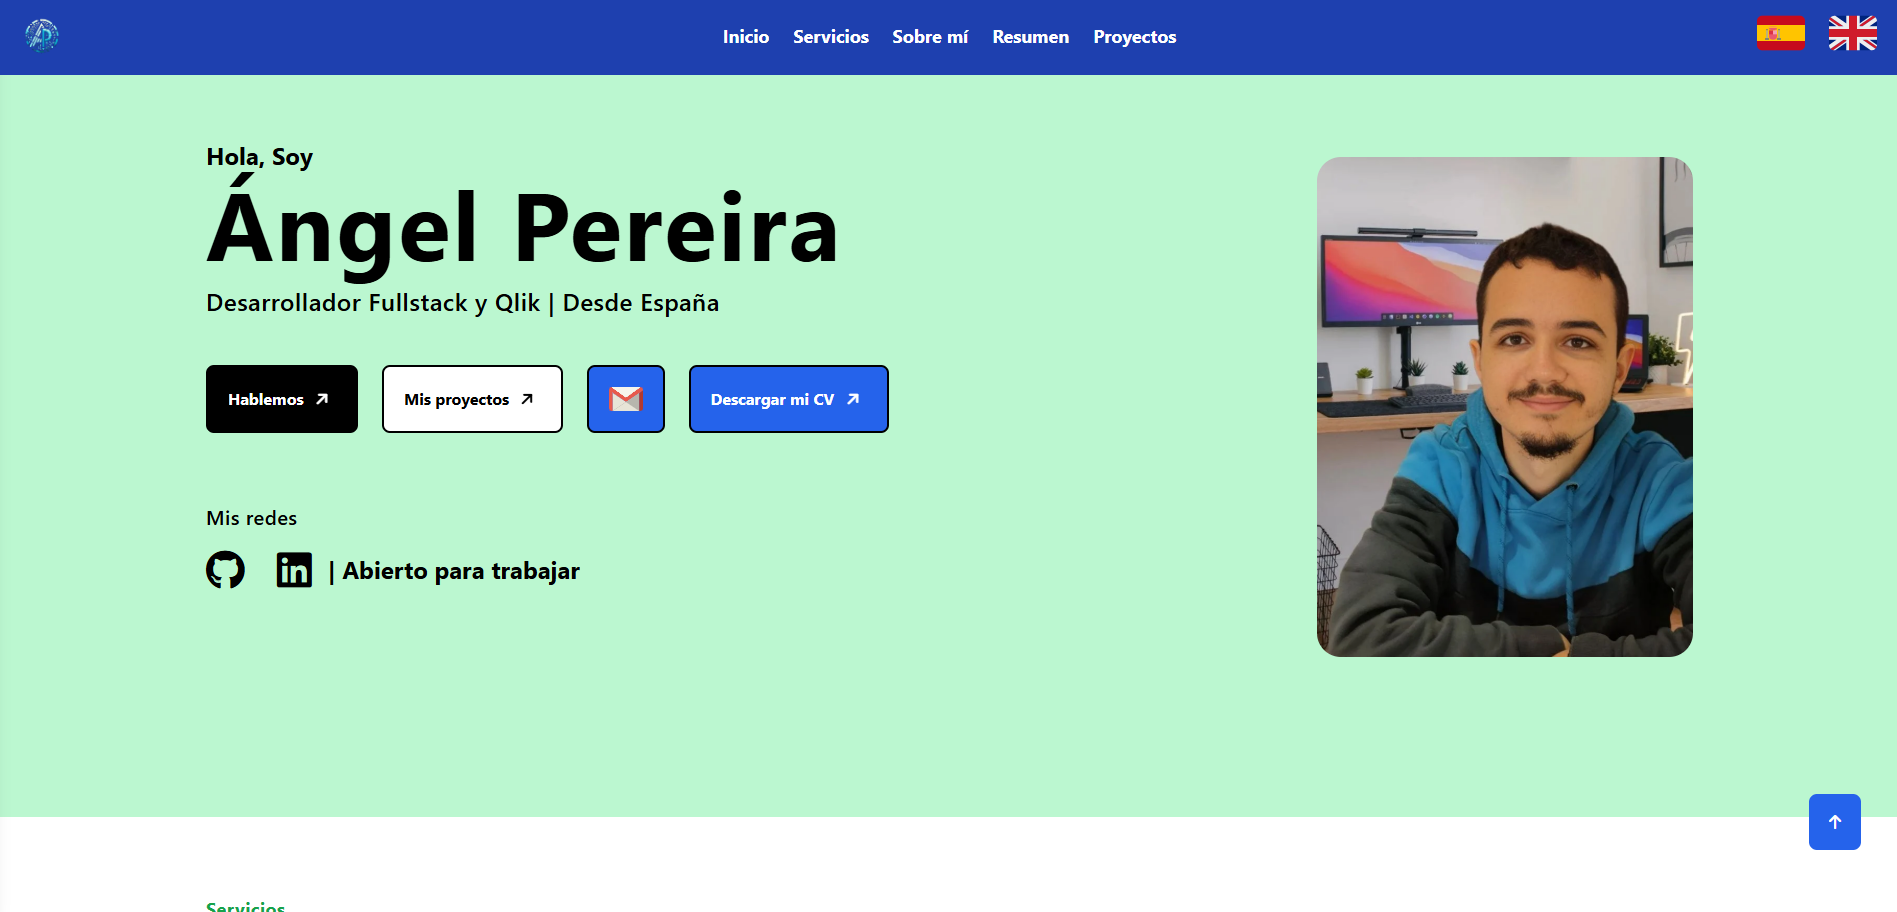 Inicio Servicios Sobre mí Resumen Proyectos
Hola, Soy
Ángel Pereira
Desarrollador Fullstack y Qlik | Desde España
Hablemos
Mis proyectos
Descargar mi CV
Mis redes
in | Abierto para trabajar
Servicios